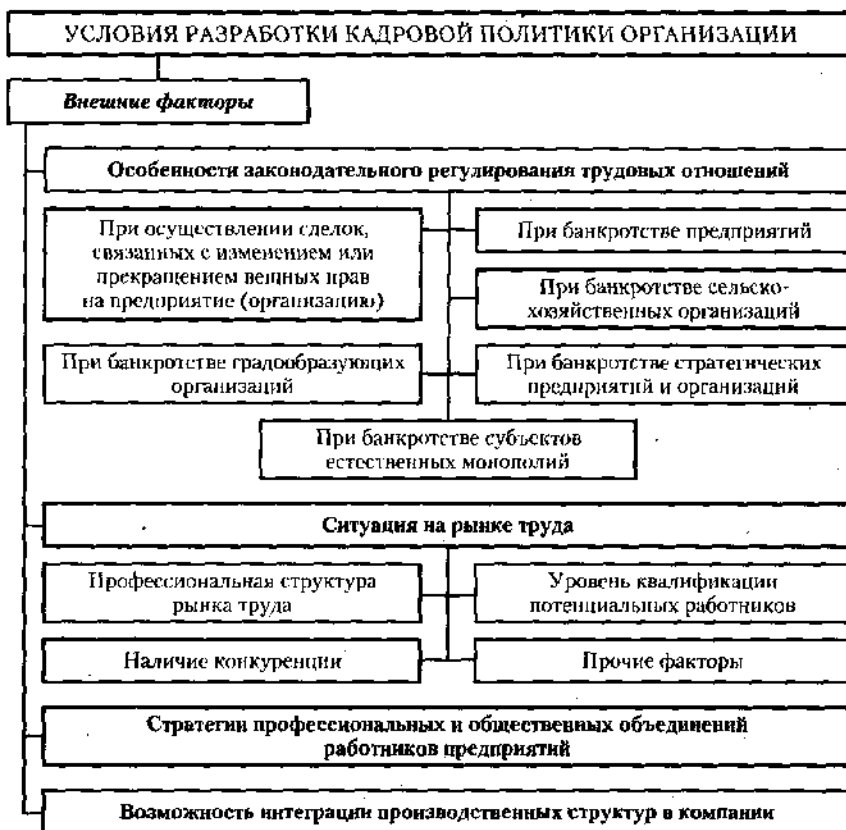 УСЛОВИЯ РАЗРАБОТКИ КАДРОВОЙ ПОЛИТИКИ ОРГАНИЗАЦИИ
Внешние факторы
Особенности законодательного регулирования трудовых отношений
При осуществлении сделок,
связанных с изменением или
прекращением вещных прав
на предприятие (организацию)
При банкротстве предприятий
При банкротстве сельско-
хозяйственных организаций
При банкротстве градообразующих
организаций
При банкротстве стратегических
предприятий и организаций
При банкротстве субъектов
естественных монополий
Ситуация на рынке труда
Профессиональная структура
рынка труда
Уровень квалификации
потенциальных работников
Наличие конкуренции
Прочие факторы
Стратегии профессиональных и общественных объединений
работников предприятий
Возможность интеграции производственных структур в компании